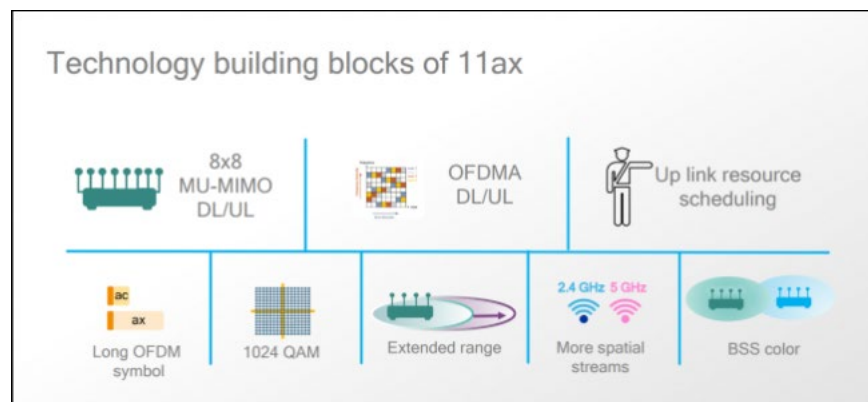 Technology building blocks of 11ax
8x8
MU-MIMO
DL/UL
OFDMA
DL/UL
Up link resource
scheduling
ac
ax
Long OFDM
symbol
1024 QAM
Extended range
2.4 GHz 5 GHz
More spatial
streams
BSS color